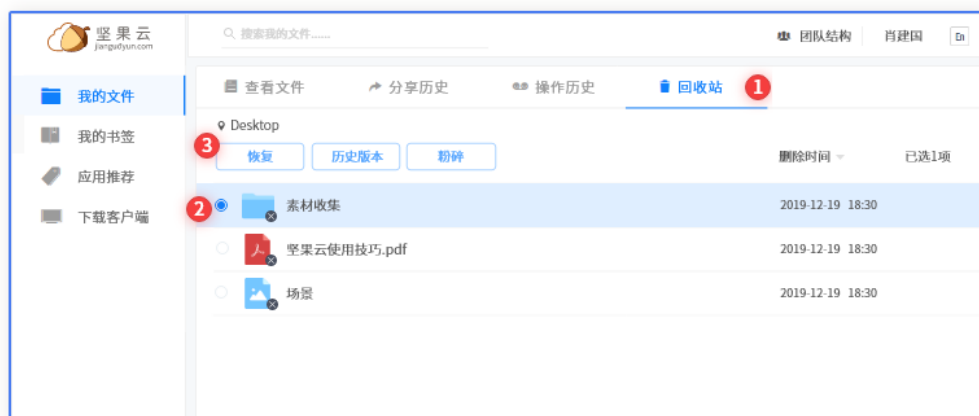 坚果云
jianguoyun.com
搜索我的文件......
团队结构
肖建国
En
我的文件
我的书签
应用推荐
下载客户端
查看文件
分享历史
操作历史
回收站
1
Desktop
3
恢复
历史版本
粉碎
删除时间
已选1项
2
素材收集
2019-12-19 18:30
坚果云使用技巧.pdf
2019-12-19 18:30
场景
2019-12-19 18:30